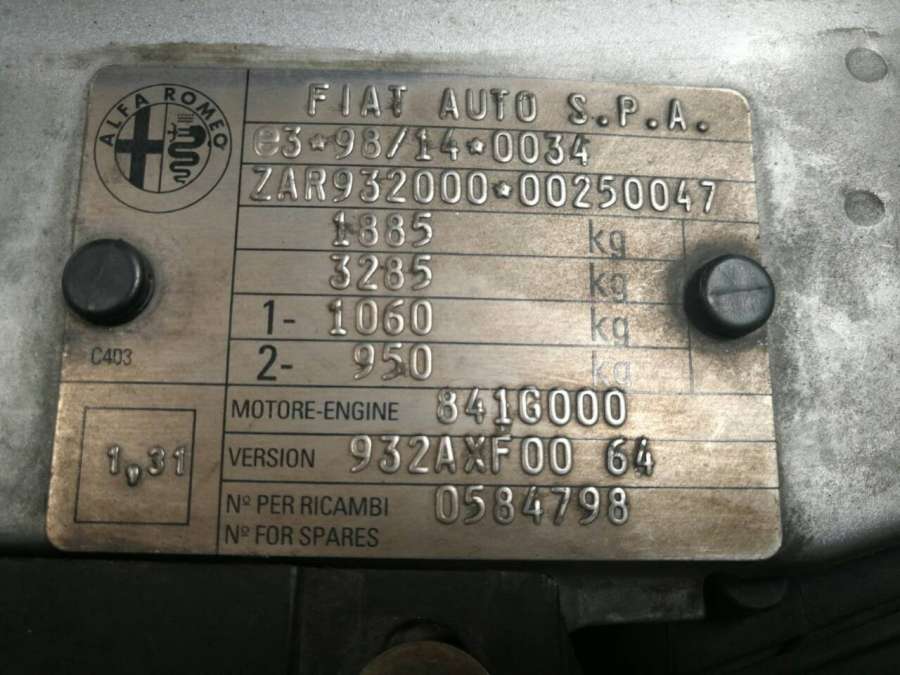 ALFA ROMEO
FIAT AUTO S.P.A.
e3*98/14*0034
ZAR932000*00250047
1885 kg
3285 kg
1- 1060 kg
2- 950 kg
C403
MOTORE-ENGINE 841G000
1,31
VERSION 932AXF00 64
Nº PER RICAMBI 0584798
Nº FOR SPARES